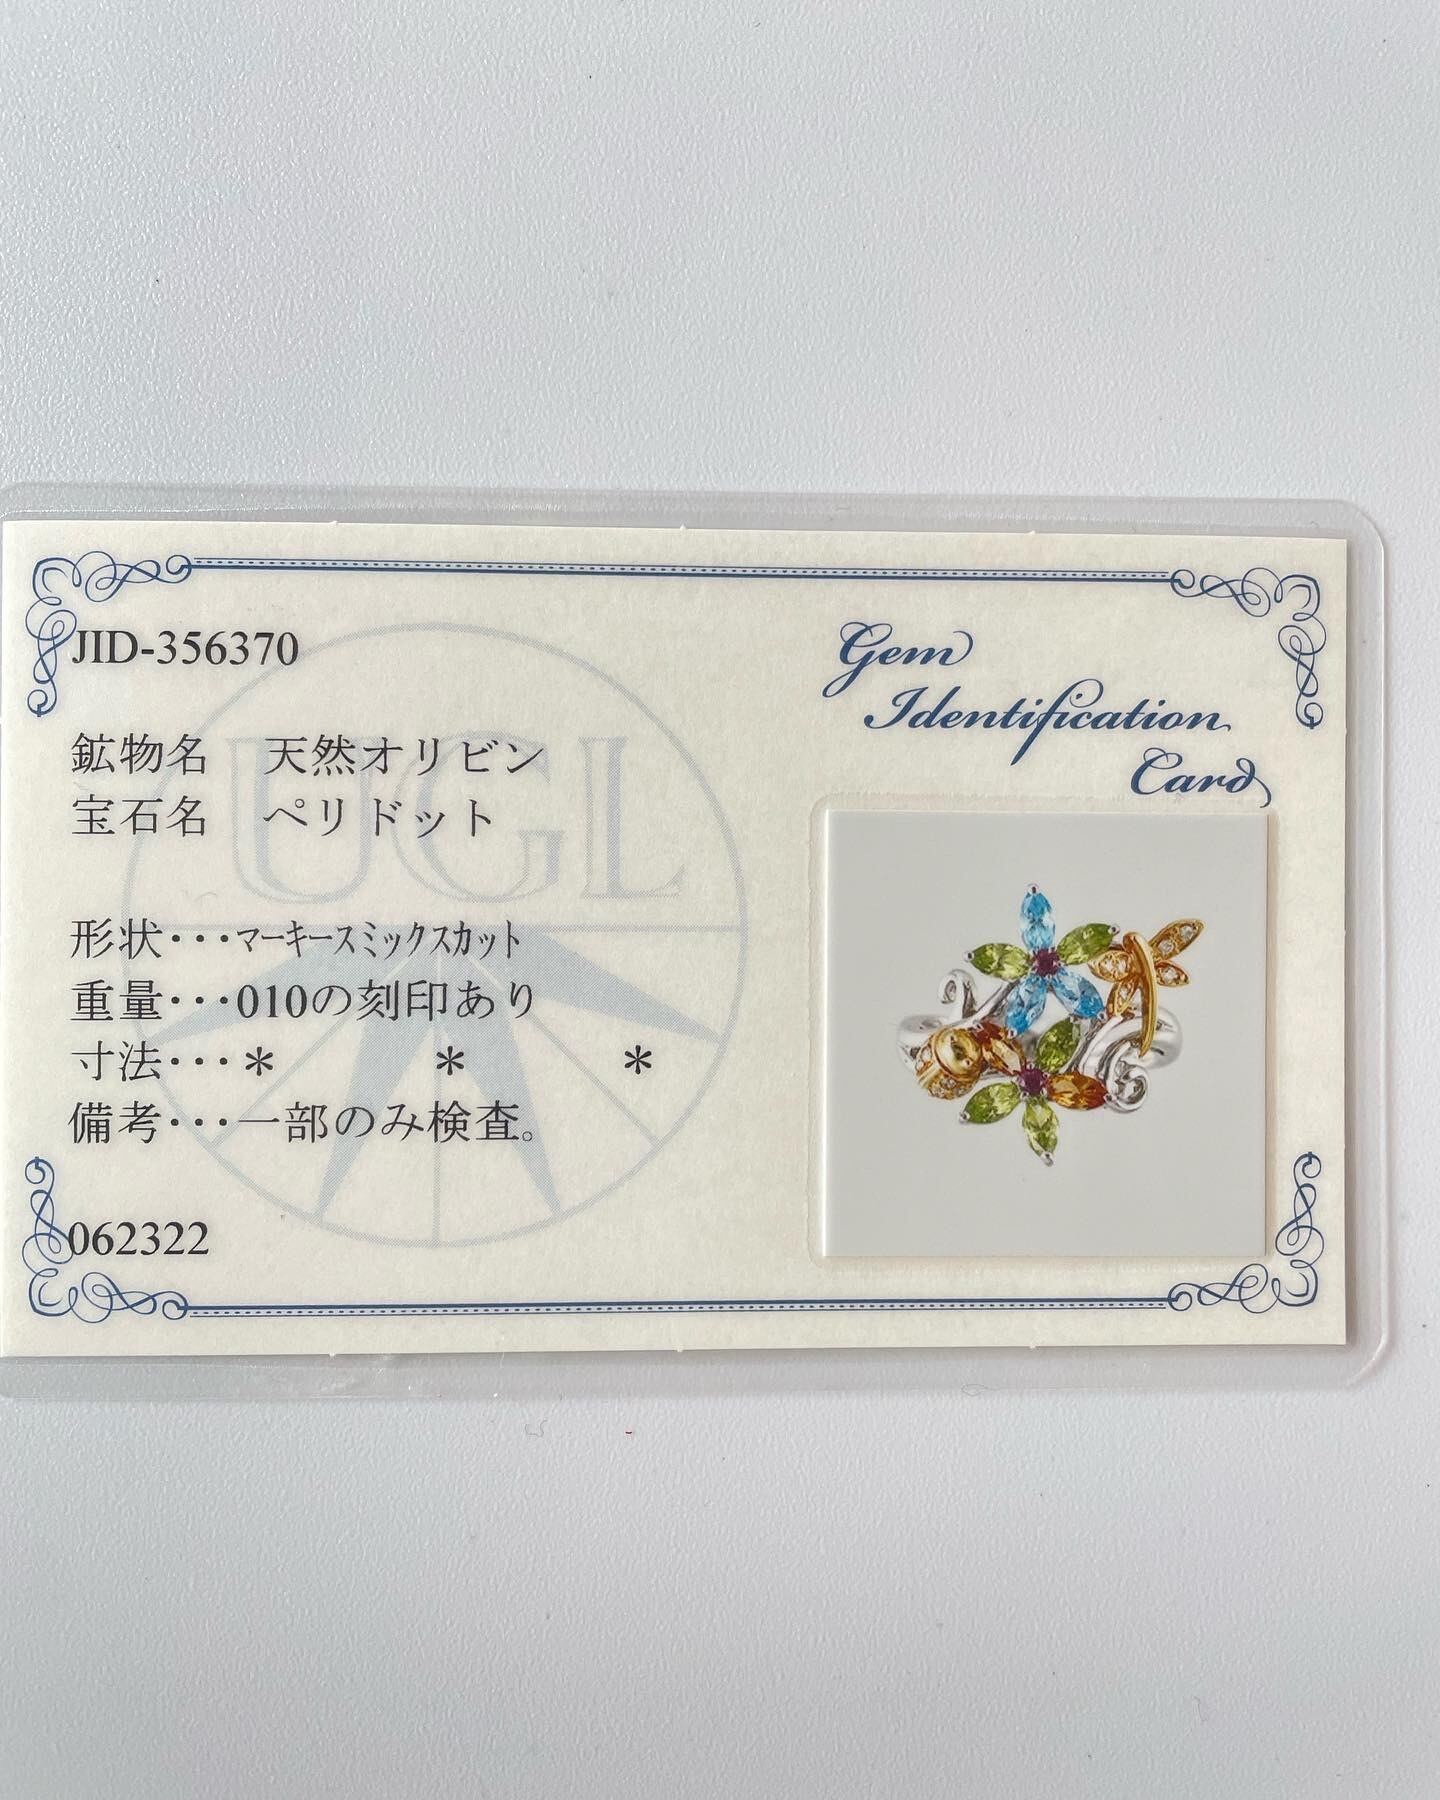 JID-356370
Gem
Identification
Card
UGL
鉱物名 天然オリビン
宝石名 ペリドット
形状･･･マーキースミックスカット
重量･･･010の刻印あり
寸法･･･＊ ＊ ＊
備考･･･一部のみ検査。
062322